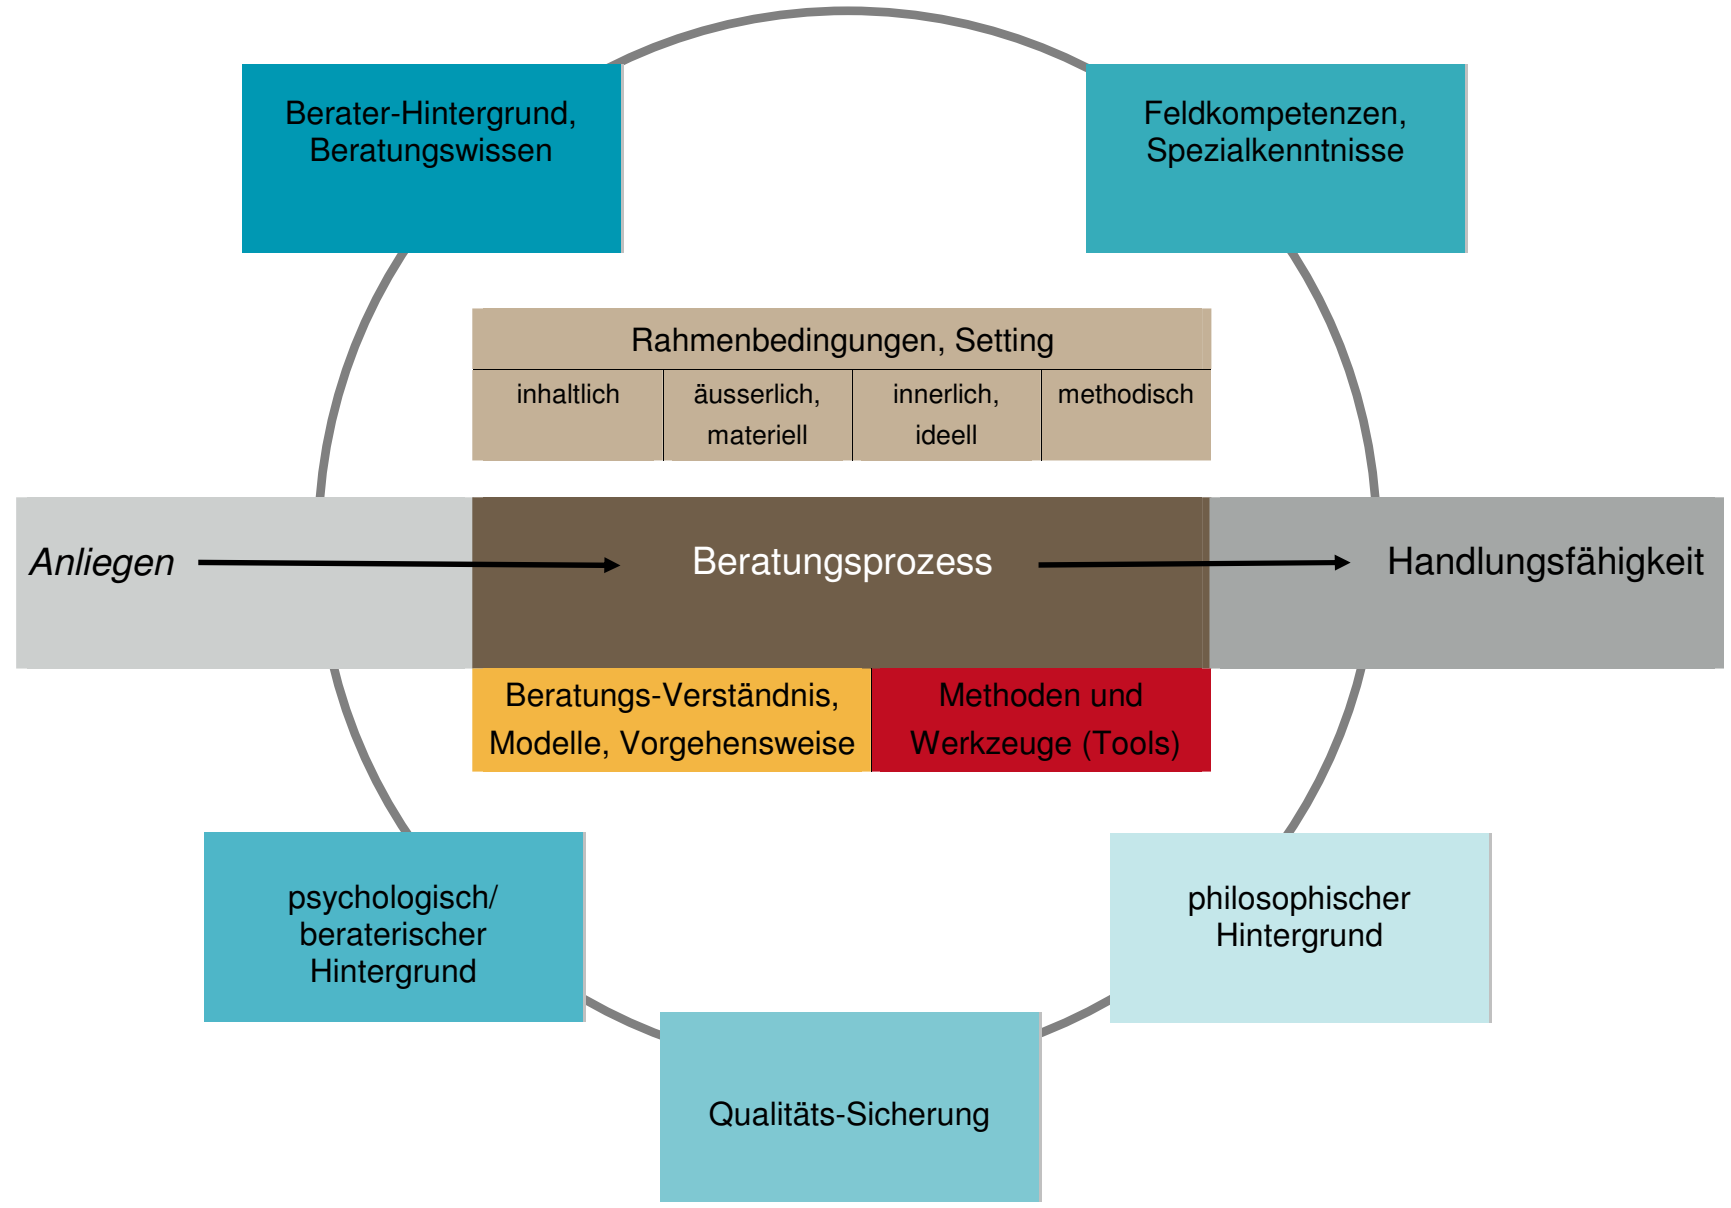 Berater-Hintergrund,
Beratungswissen
Feldkompetenzen,
Spezialkenntnisse
Rahmenbedingungen, Setting
inhaltlich
äusserlich,
materiell
innerlich,
ideell
methodisch
Anliegen
Beratungsprozess
Handlungsfähigkeit
Beratungs-Verständnis,
Modelle, Vorgehensweise
Methoden und
Werkzeuge (Tools)
psychologisch/
beraterischer
Hintergrund
philosophischer
Hintergrund
Qualitäts-Sicherung